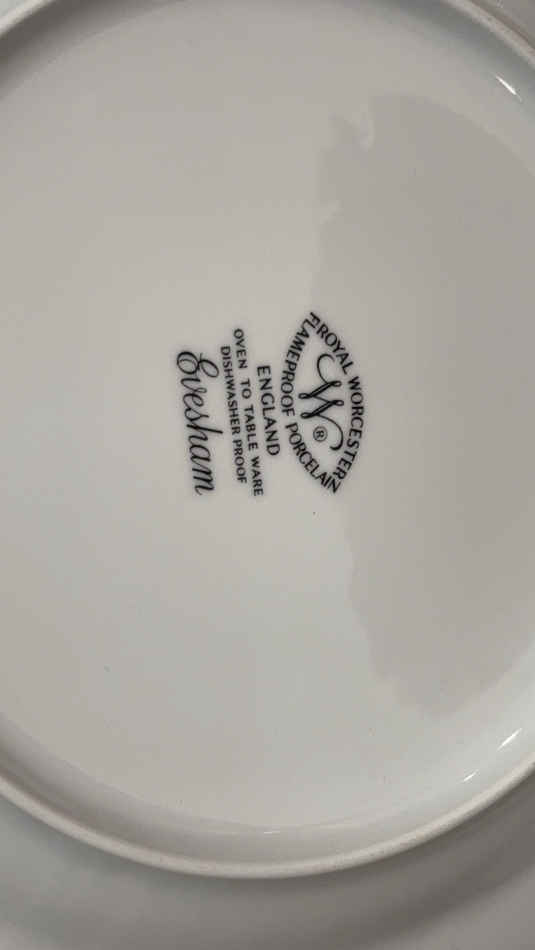 ROYAL WORCESTER
W®
FLAMEPROOF PORCELAIN
ENGLAND
OVEN TO TABLE WARE
DISHWASHER PROOF
Evesham